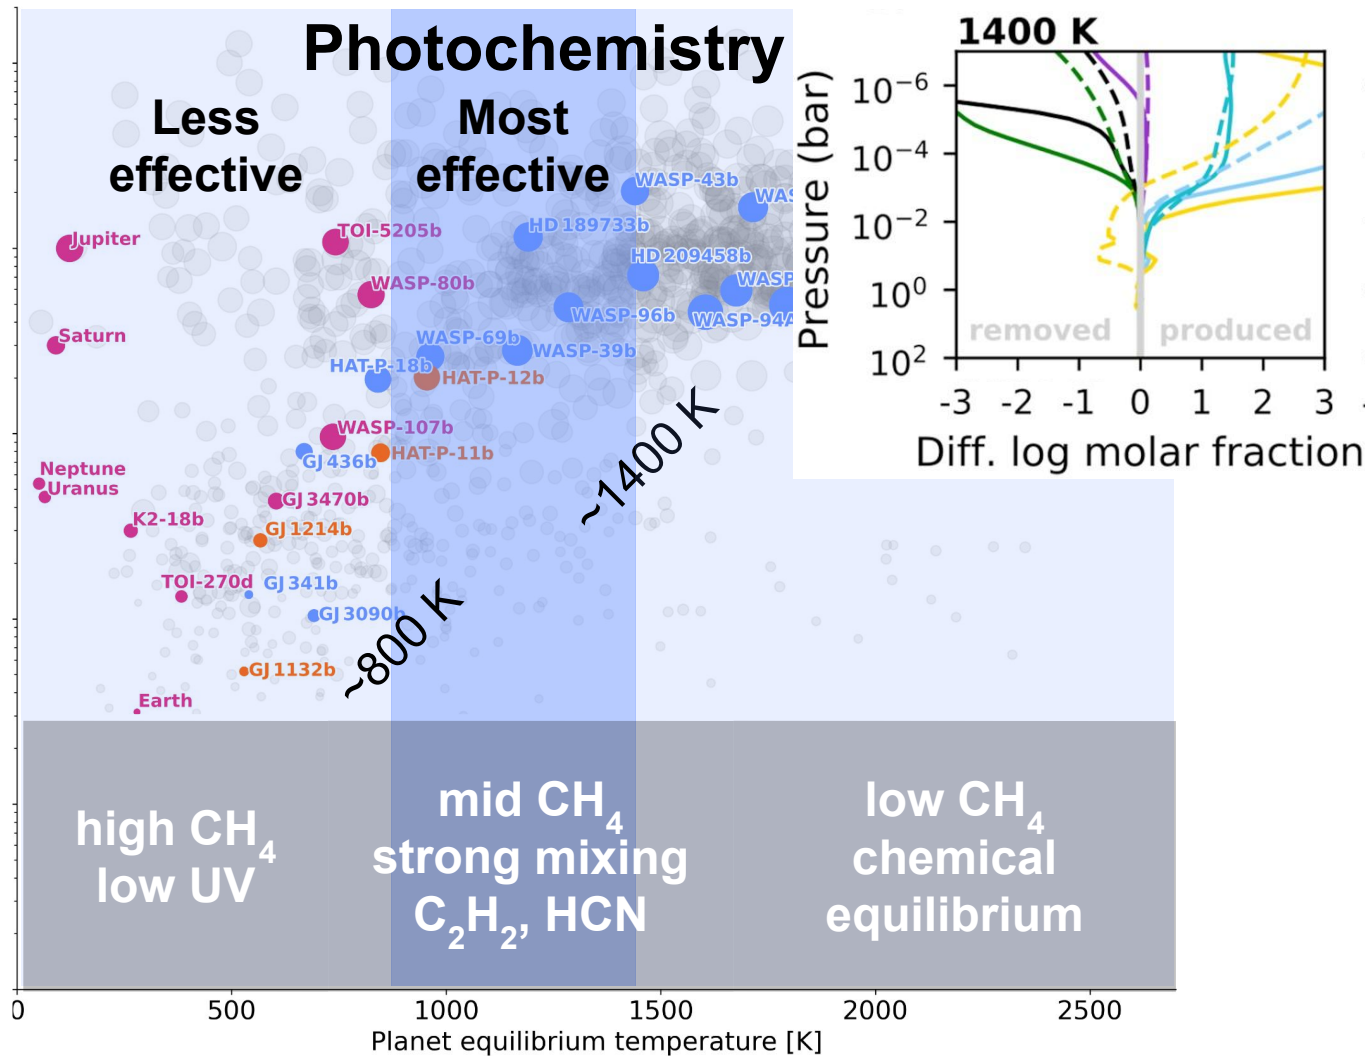 Photochemistry
Less
effective
Most
effective
Jupiter
Saturn
Neptune
Uranus
K2-18b
TOI-270d
Earth
TOI-5205b
WASP-80b
HAT-P-18b
WASP-69b
HAT-P-12b
WASP-107b
GJ 436b
HAT-P-11b
GJ 3470b
GJ 1214b
GJ 341b
GJ 3090b
GJ 1132b
WASP-43b
HD 189733b
HD 209458b
WASP-96b
WASP-39b
WAS
WASP
WASP-94A
~800 K
~1400 K
high CH4
low UV
mid CH4
strong mixing
C2H2, HCN
low CH4
chemical
equilibrium
0 500 1000 1500 2000 2500
Planet equilibrium temperature [K]
1400 K
Pressure (bar)
10^-6
10^-4
10^-2
10^0
10^2
removed produced
-3 -2 -1 0 1 2 3
Diff. log molar fraction